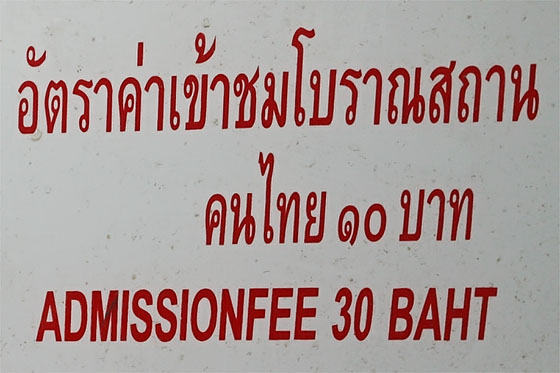 อัตราค่าเข้าชมโบราณสถาน
คนไทย ๑๐ บาท
ADMISSIONFEE 30 BAHT